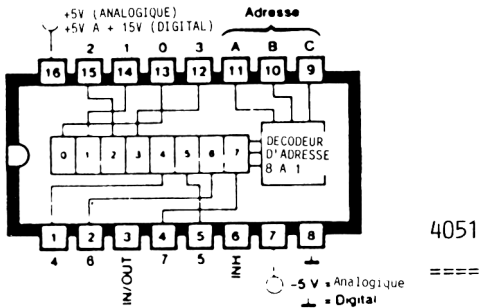 +5V (ANALOGIQUE)
+5V A + 15V (DIGITAL)
Adresse
2 1 0 3 A B C
16 15 14 13 12 11 10 9
0 1 2 3 4 5 6 7
DECODEUR
D'ADRESSE
8 A 1
1 2 3 4 5 6 7 8
4 6 IN/OUT 7 5 INH
-5 V = Analogique
= Digital
4051
====